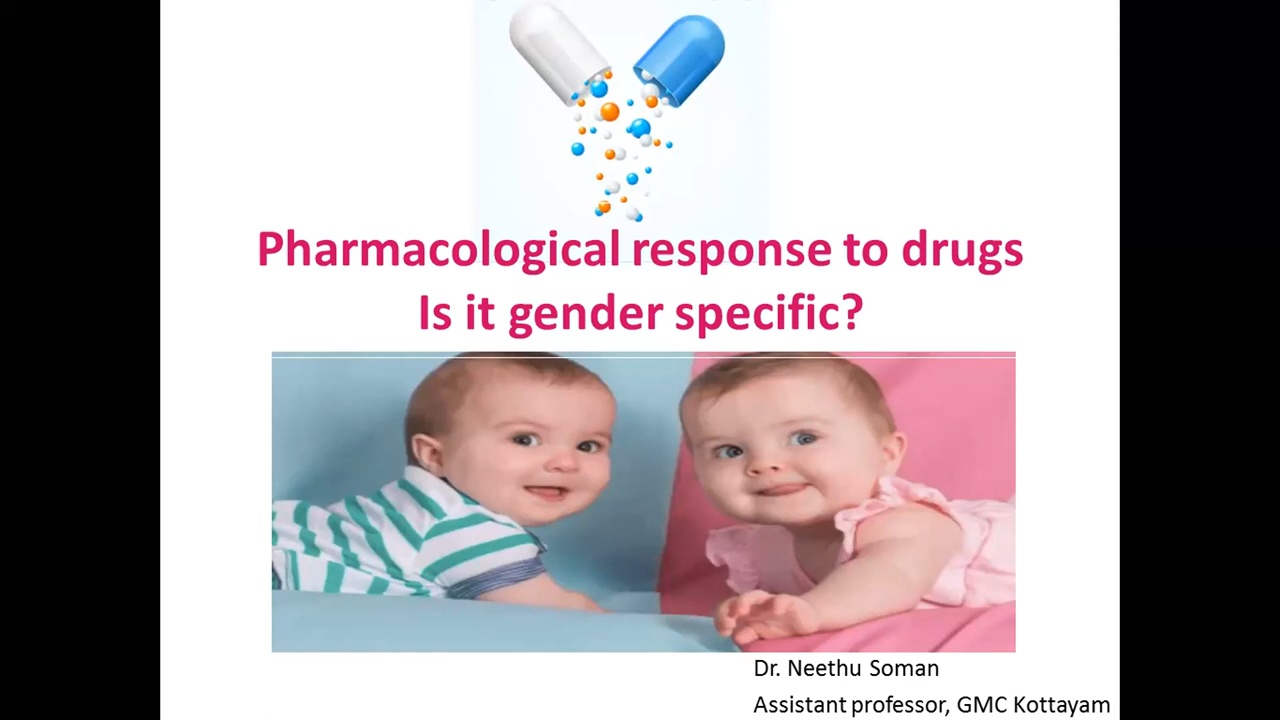 Pharmacological response to drugs
Is it gender specific?
Dr. Neethu Soman
Assistant professor, GMC Kottayam